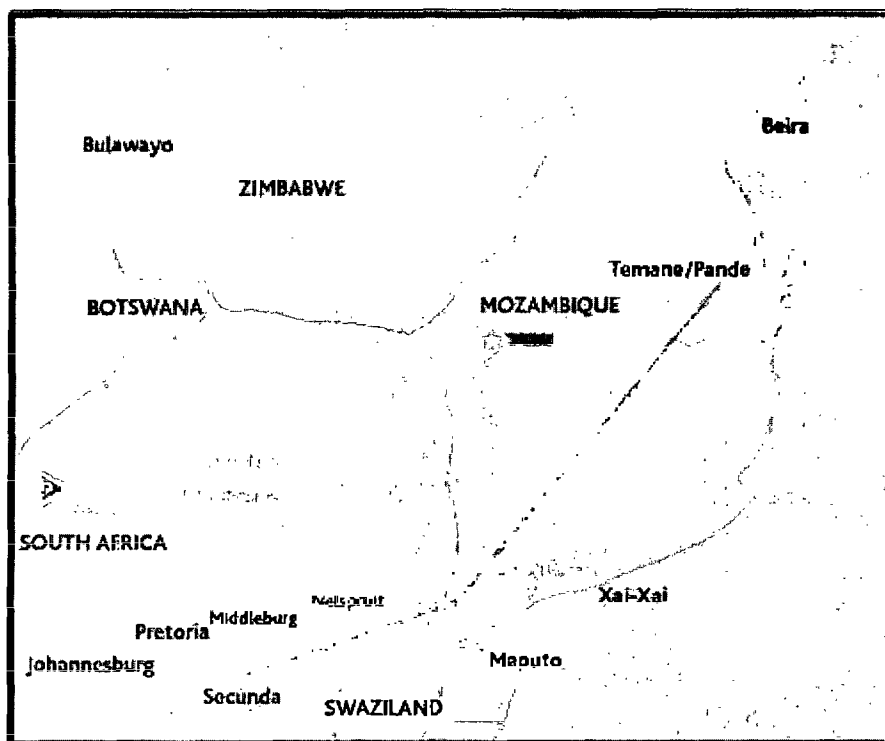 Beira
Bulawayo
ZIMBABWE
Temane/Pande
BOTSWANA
MOZAMBIQUE
SOUTH AFRICA
Nelspruit
Xai-Xai
Middleburg
Pretoria
Johannesburg
Maputo
Secunda
SWAZILAND